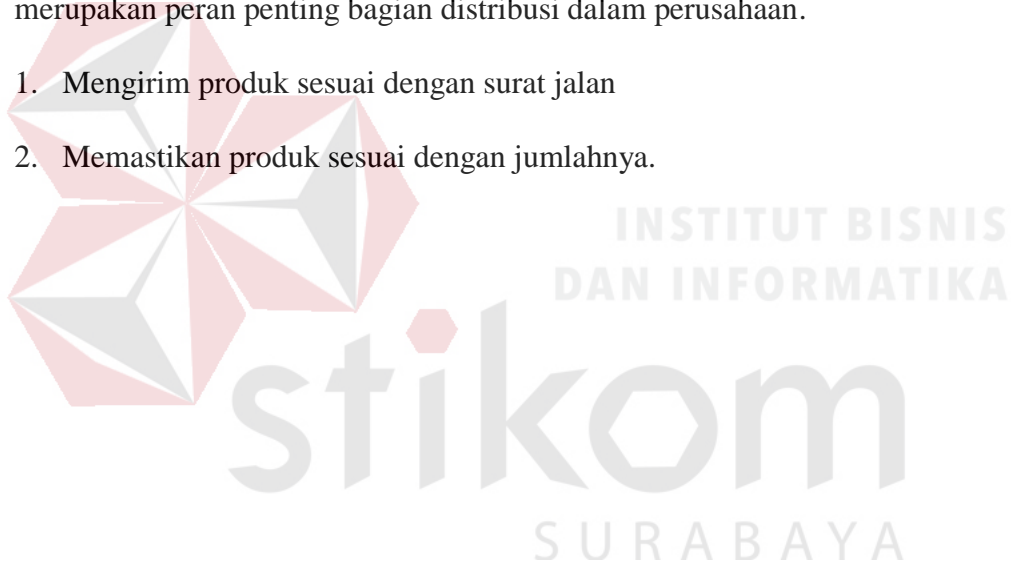 merupakan peran penting bagian distribusi dalam perusahaan.
1. Mengirim produk sesuai dengan surat jalan
2. Memastikan produk sesuai dengan jumlahnya.
INSTITUT BISNIS
DAN INFORMATIKA
stikom
SURABAYA